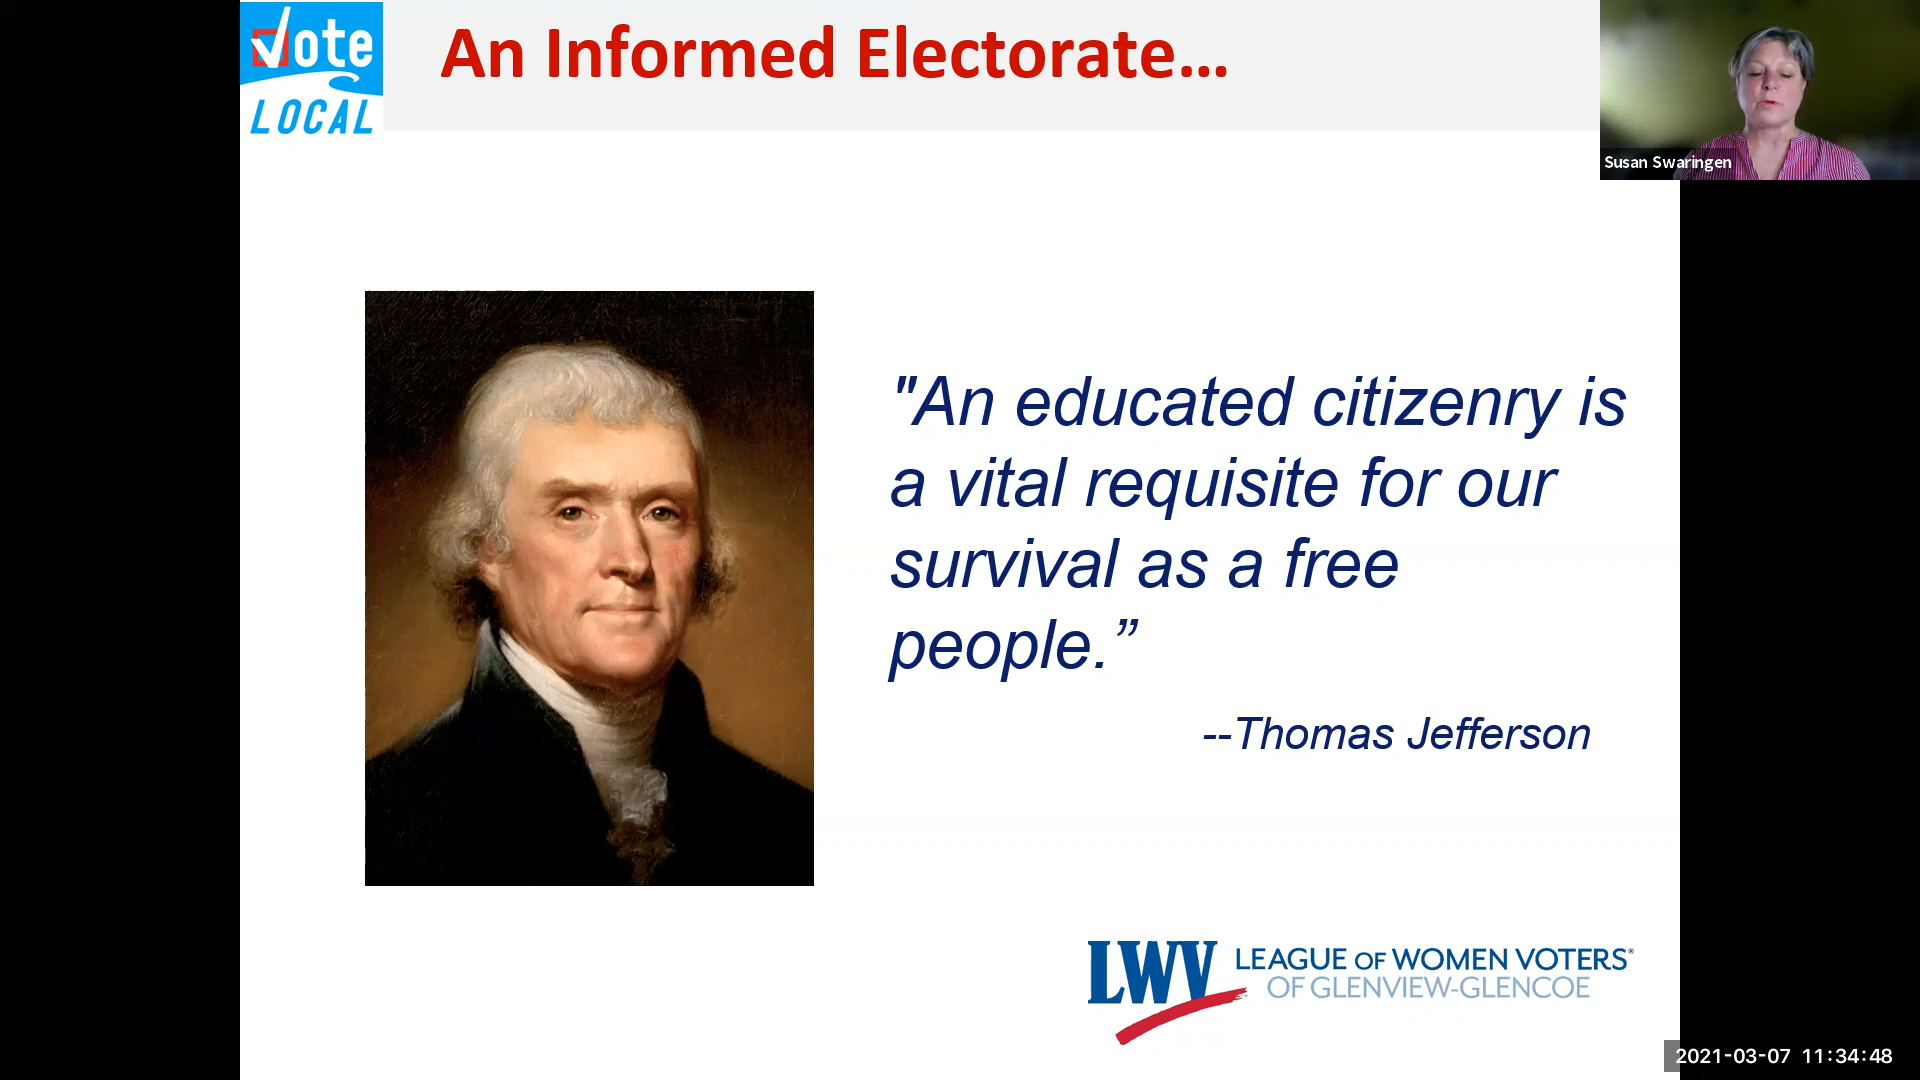 Vote
LOCAL
An Informed Electorate...
Susan Swaringen
"An educated citizenry is
a vital requisite for our
survival as a free
people.”
--Thomas Jefferson
LWV LEAGUE OF WOMEN VOTERS®
OF GLENVIEW-GLENCOE
2021-03-07 11:34:48